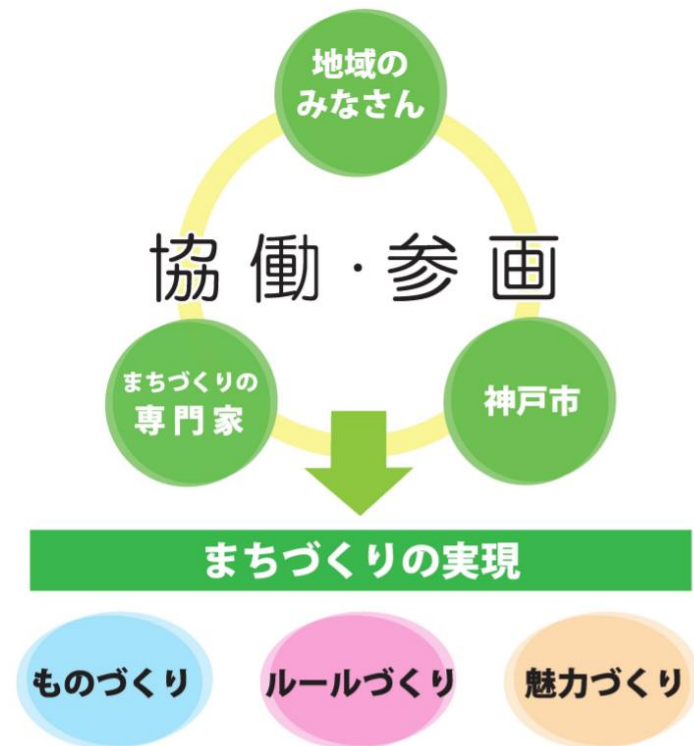 地域の
みなさん
協働・参画
まちづくりの
専門家
神戸市
まちづくりの実現
ものづくり
ルールづくり
魅力づくり